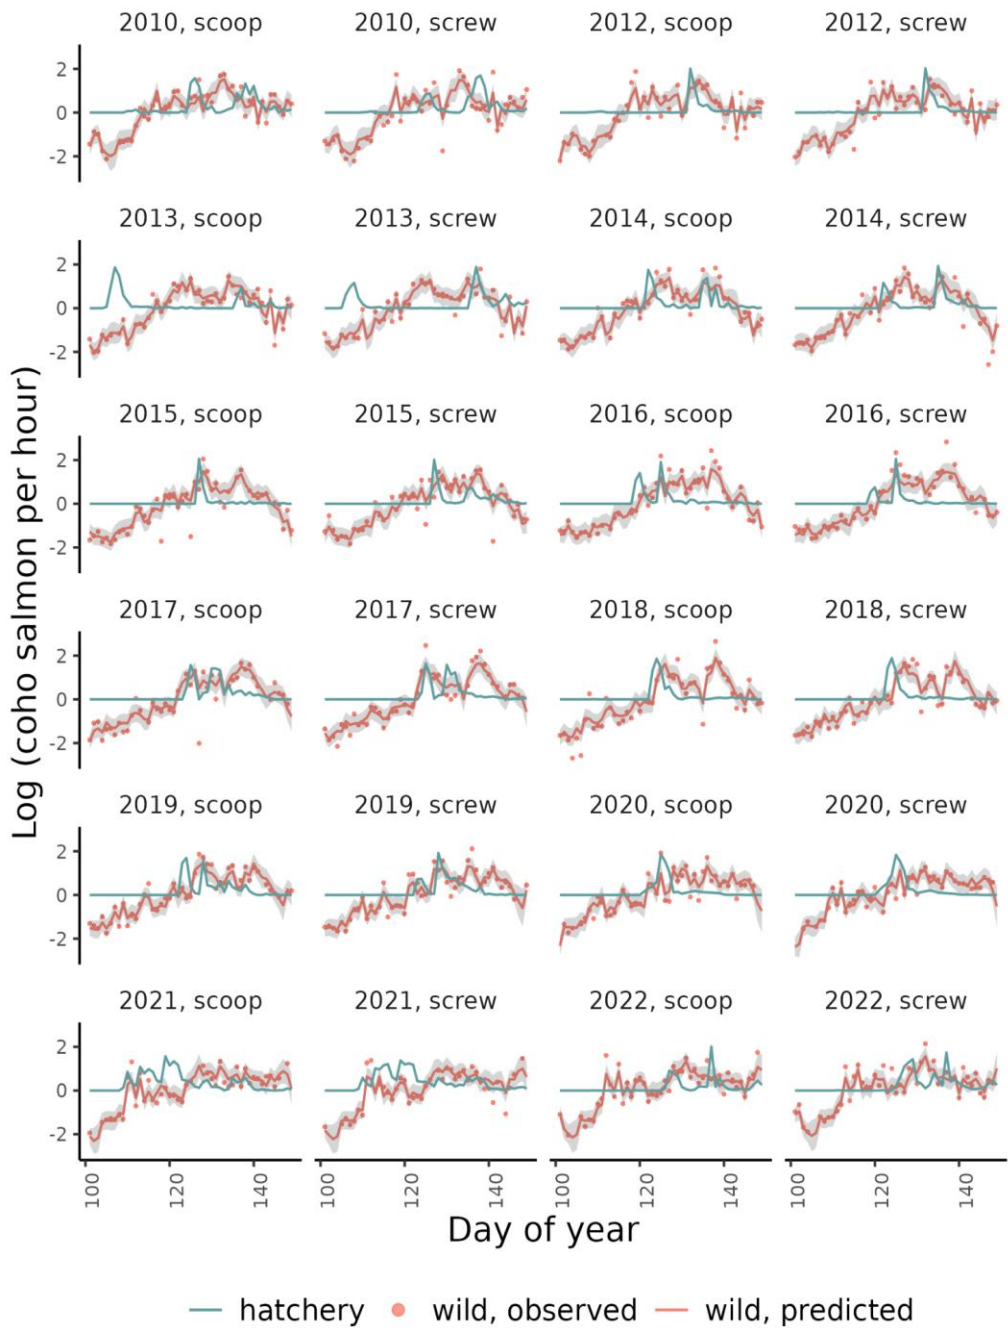 2010, scoop 2010, screw 2012, scoop 2012, screw
2
0
-2
2013, scoop 2013, screw 2014, scoop 2014, screw
2
0
-2
2015, scoop 2015, screw 2016, scoop 2016, screw
2
0
-2
2017, scoop 2017, screw 2018, scoop 2018, screw
2
0
-2
2019, scoop 2019, screw 2020, scoop 2020, screw
2
0
-2
2021, scoop 2021, screw 2022, scoop 2022, screw
2
0
-2
Log (coho salmon per hour)
100 120 140 100 120 140 100 120 140 100 120 140
Day of year
hatchery wild, observed wild, predicted